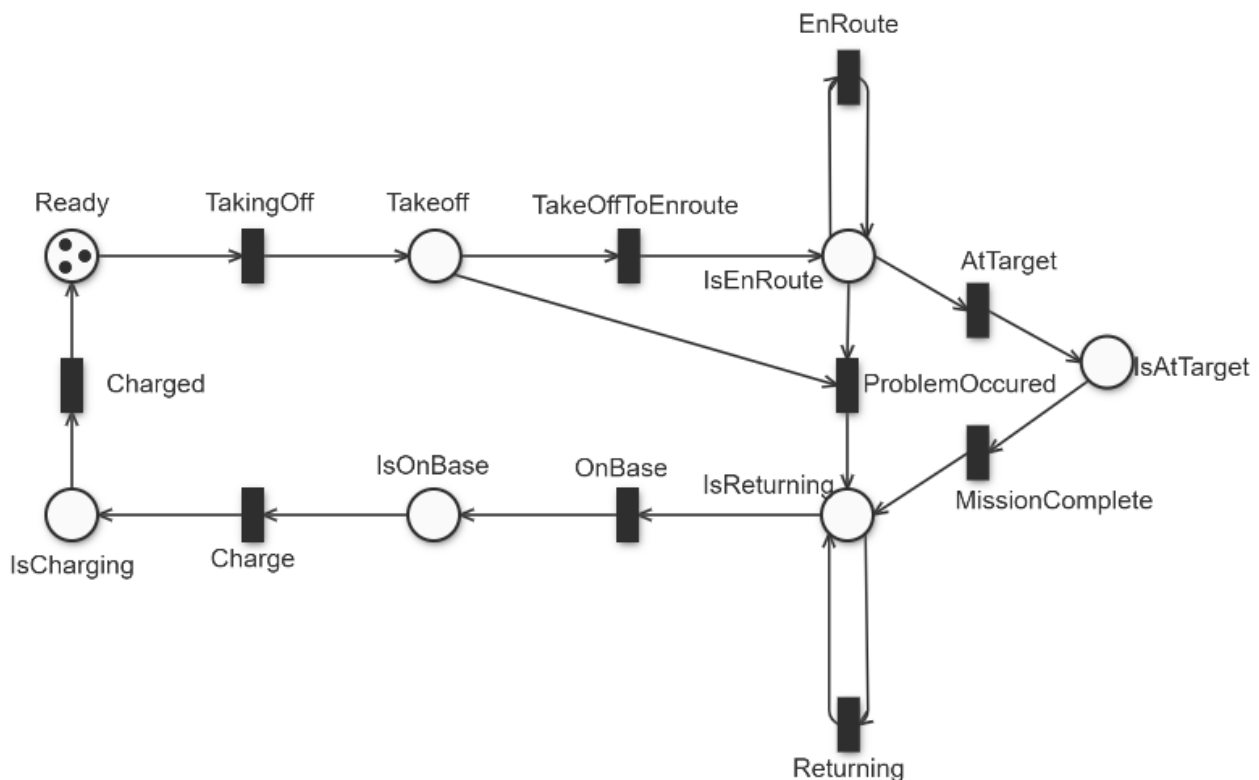 EnRoute
Ready
TakingOff
Takeoff
TakeOffToEnroute
IsEnRoute
AtTarget
IsAtTarget
Charged
ProblemOccured
IsOnBase
OnBase
IsReturning
MissionComplete
IsCharging
Charge
Returning